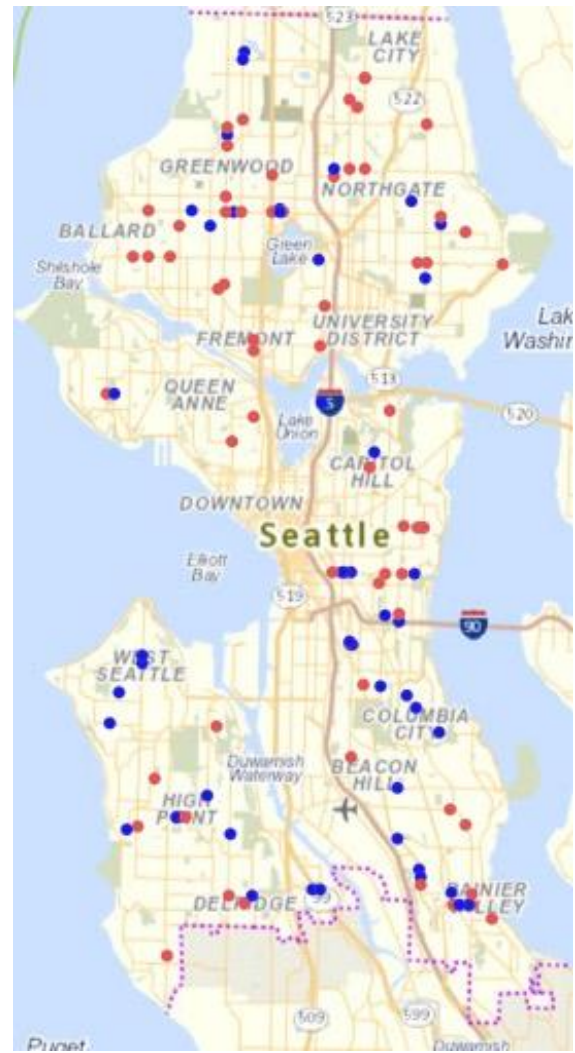 523
LAKE
CITY
522
GREENWOOD
NORTHGATE
BALLARD
Green
Lake
Shilshole
Bay
Lake
Washin
UNIVERSITY
DISTRICT
FREMONT
QUEEN
ANNE
513
5
520
Lake
Union
CAPITOL
HILL
DOWNTOWN
Seattle
Elliott
Bay
519
90
WEST
SEATTLE
COLUMBIA
CITY
Duwamish
Waterway
BEACON
HILL
HIGH
POINT
DELRIDGE
99
RAINIER
VALLEY
509
599
Puget
Duwamish